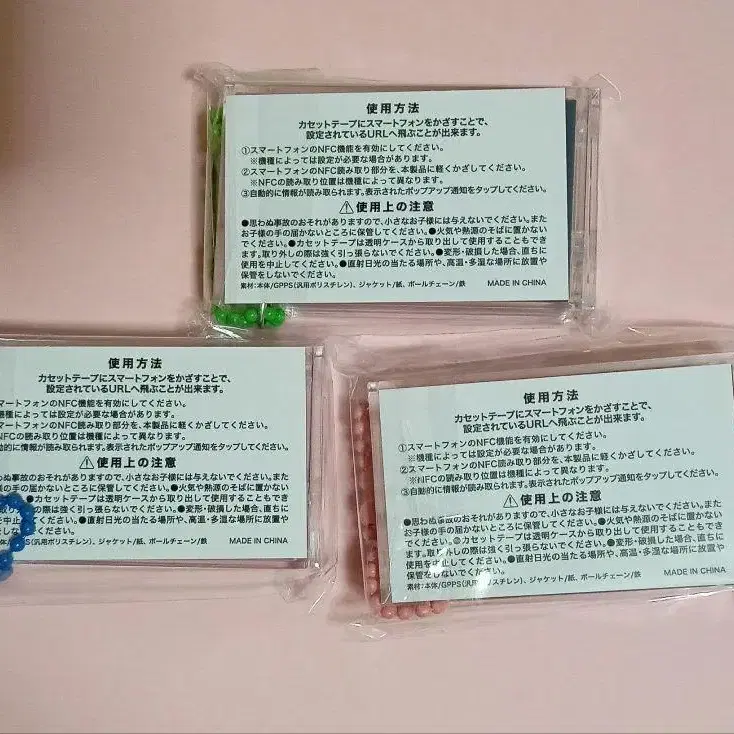 使用方法
カセットテープにスマートフォンをかざすことで、
設定されているURLへ飛ぶことが出来ます。
①スマートフォンのNFC機能を有効にしてください。
※機種によっては設定が必要な場合があります。
②スマートフォンのNFC読み取り部分を、本製品に軽くかざしてください。
※NFCの読み取り位置は機種によって異なります。
③自動的に情報が読み取られます。表示されたポップアップ通知をタップしてください。
⚠使用上の注意
●思わぬ事故のおそれがありますので、小さなお子様には与えないでください。また
お子様の手の届かないところに保管してください。●火気や熱源のそばに置かない
でください。●カセットテープは透明ケースから取り出して使用することもでき
ます。取り外しの際は強く引っ張らないでください。●変形・破損した場合、直ちに
使用を中止してください。●直射日光の当たる場所や、高温・多湿な場所に放置や
保管をしないでください。
素材:本体/GPPS(汎用ポリスチレン)、ジャケット/紙、ボールチェーン/鉄 MADE IN CHINA
使用方法
カセットテープにスマートフォンをかざすことで、
設定されているURLへ飛ぶことが出来ます。
スマートフォンのNFC機能を有効にしてください。
機種によっては設定が必要な場合があります。
スマートフォンのNFC読み取り部分を、本製品に軽くかざしてください。
NFCの読み取り位置は機種によって異なります。
動的に情報が読み取られます。表示されたポップアップ通知をタップしてください。
⚠使用上の注意
わぬ事故のおそれがありますので、小さなお子様には与えないでください。また
様の手の届かないところに保管してください。●火気や熱源のそばに置かない
ください。●カセットテープは透明ケースから取り出して使用することもでき
の際は強く引っ張らないでください。●変形・破損した場合、直ちに
中止してください。●直射日光の当たる場所や、高温・多湿な場所に放置や
しないでください。
本体/GPPS(汎用ポリスチレン)、ジャケット/紙、ボールチェーン/鉄 MADE IN CHINA
使用方法
カセットテープにスマートフォンをかざすことで、
設定されているURLへ飛ぶことが出来ます。
①スマートフォンのNFC機能を有効にしてください。
※機種によっては設定が必要な場合があります。
②スマートフォンのNFC読み取り部分を、本製品に軽くかざしてください。
※NFCの読み取り位置は機種によって異なります。
③自動的に情報が読み取られます。表示されたポップアップ通知をタップしてください。
⚠使用上の注意
●思わぬ事故のおそれがありますので、小さなお子様には与えないでください。また
お子様の手の届かないところに保管してください。●火気や熱源のそばに置かない
でください。●カセットテープは透明ケースから取り出して使用することもでき
ます。取り外しの際は強く引っ張らないでください。●変形・破損した場合、直ちに
使用を中止してください。●直射日光の当たる場所や、高温・多湿な場所に放置や
保管をしないでください。
素材:本体/GPPS(汎用ポリスチレン)、ジャケット/紙、ボールチェーン/鉄 MADE IN CHINA